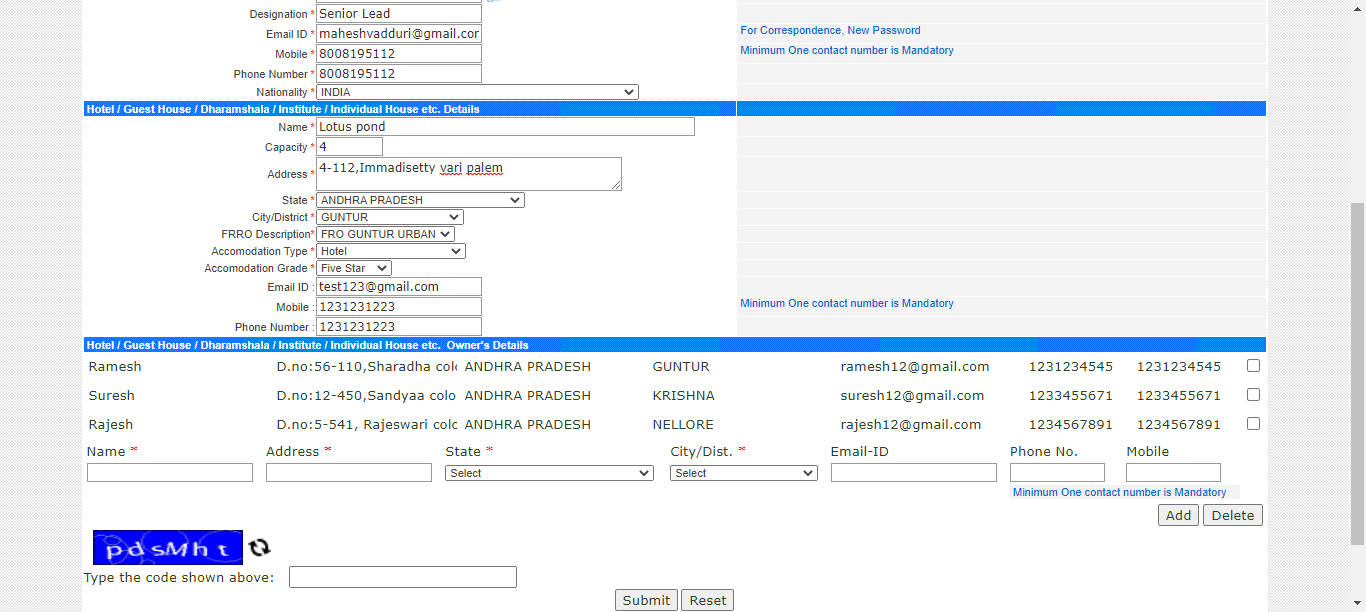 Designation * Senior Lead
Email ID * maheshvadduri@gmail.cor For Correspondence, New Password
Mobile * 8008195112 Minimum One contact number is Mandatory
Phone Number * 8008195112
Nationality * INDIA
Hotel / Guest House / Dharamshala / Institute / Individual House etc. Details
Name * Lotus pond
Capacity * 4
Address * 4-112,Immadisetty vari palem
State * ANDHRA PRADESH
City/District * GUNTUR
FRRO Description* FRO GUNTUR URBAN
Accomodation Type * Hotel
Accomodation Grade * Five Star
Email ID : test123@gmail.com
Mobile : 1231231223 Minimum One contact number is Mandatory
Phone Number : 1231231223
Hotel / Guest House / Dharamshala / Institute / Individual House etc. Owner's Details
Ramesh D.no:56-110,Sharadha colo ANDHRA PRADESH GUNTUR ramesh12@gmail.com 1231234545 1231234545
Suresh D.no:12-450,Sandyaa colo ANDHRA PRADESH KRISHNA suresh12@gmail.com 1233455671 1233455671
Rajesh D.no:5-541, Rajeswari colo ANDHRA PRADESH NELLORE rajesh12@gmail.com 1234567891 1234567891
Name * Address * State * City/Dist. * Email-ID Phone No. Mobile
Select Select
Minimum One contact number is Mandatory
Add Delete
pdsMht
Type the code shown above:
Submit Reset